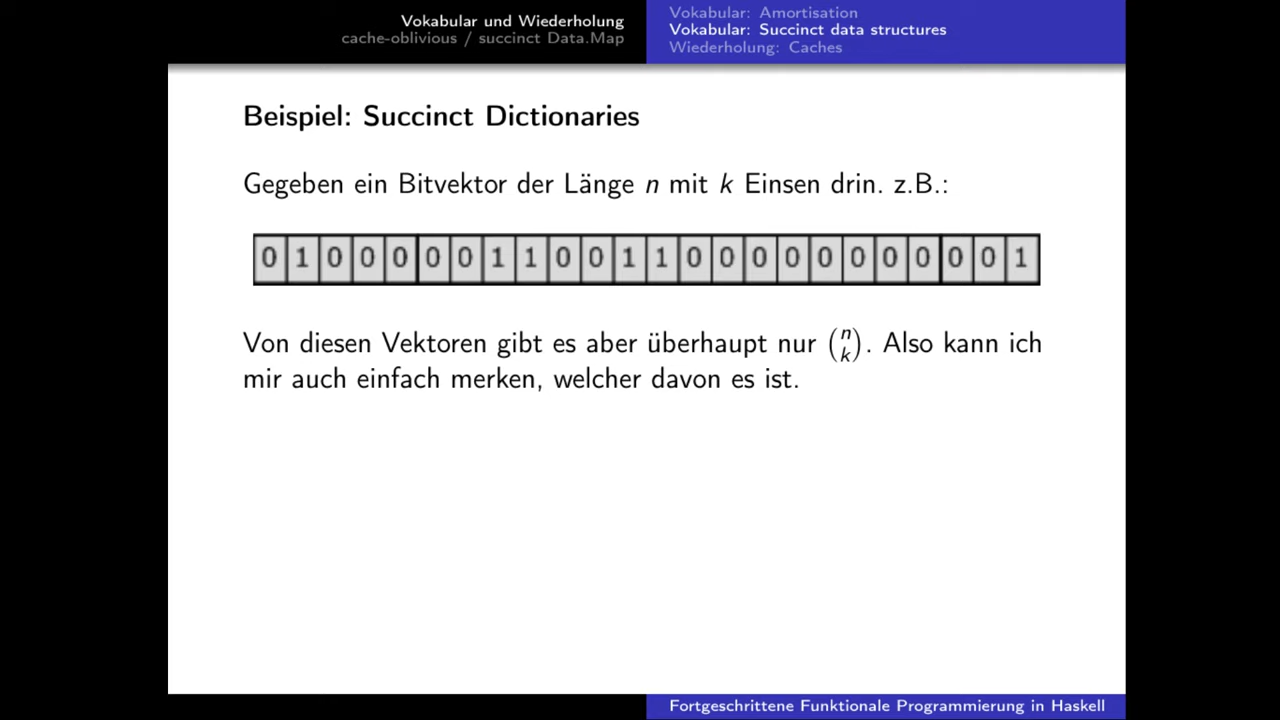 Vokabular und Wiederholung
cache-oblivious / succinct Data.Map
Vokabular: Amortisation
Vokabular: Succinct data structures
Wiederholung: Caches
Beispiel: Succinct Dictionaries
Gegeben ein Bitvektor der Länge n mit k Einsen drin. z.B.:
0 1 0 0 0 0 0 1 1 0 0 1 1 0 0 0 0 0 0 0 0 0 0 1
Von diesen Vektoren gibt es aber überhaupt nur (n k). Also kann ich
mir auch einfach merken, welcher davon es ist.
Fortgeschrittene Funktionale Programmierung in Haskell